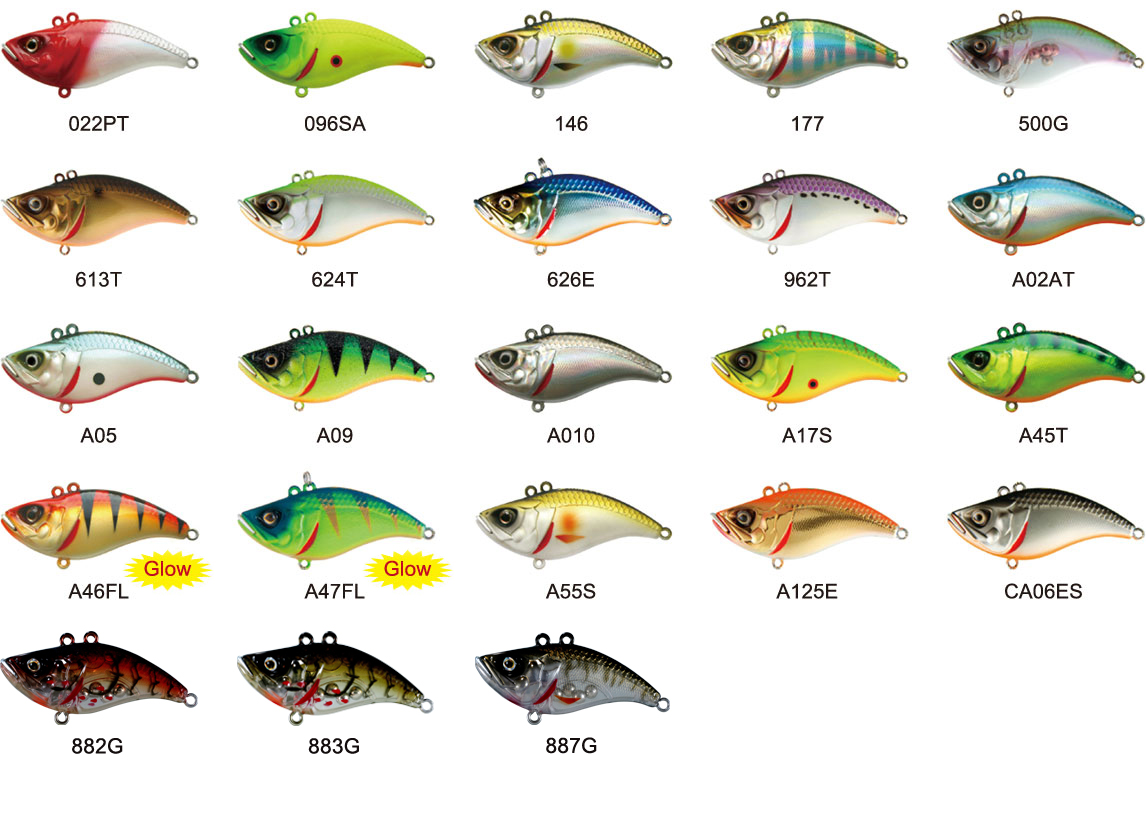 022PT 096SA 146 177 500G
613T 624T 626E 962T A02AT
A05 A09 A010 A17S A45T
Glow Glow
A46FL A47FL A55S A125E CA06ES
882G 883G 887G